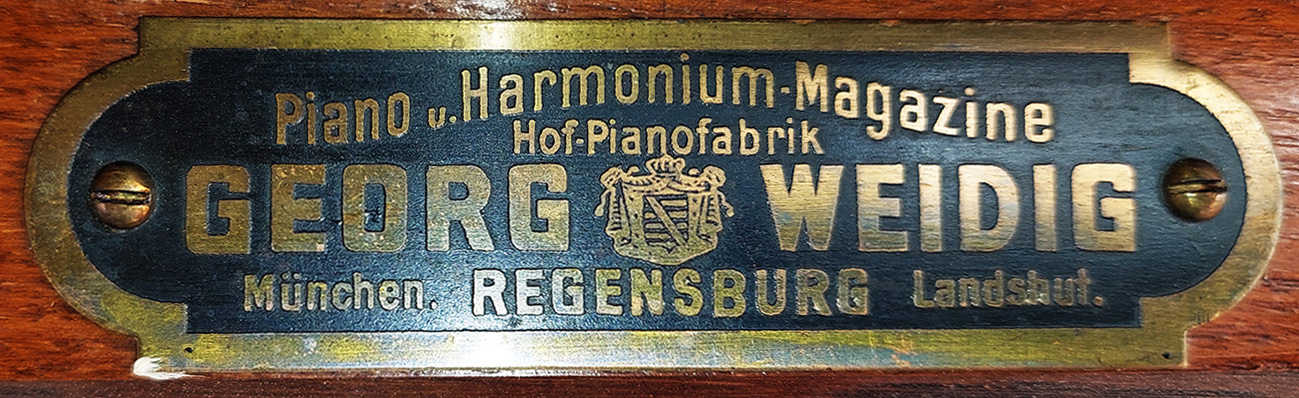 Piano u. Harmonium-Magazine
Hof-Pianofabrik
GEORG WEIDIG
München. REGENSBURG Landshut.